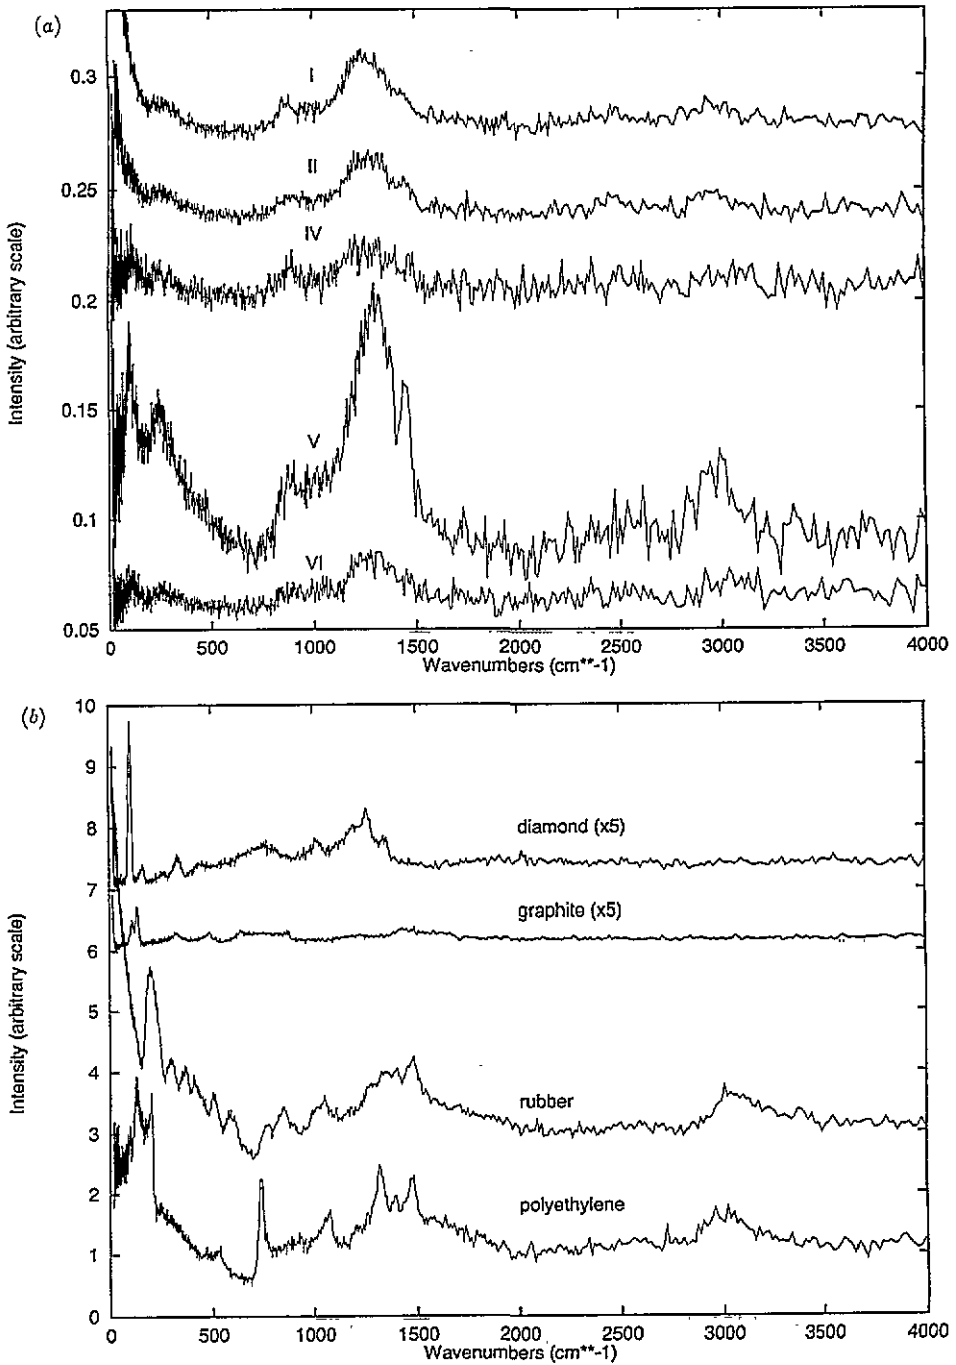 (a)
0.3
0.25
0.2
0.15
0.1
0.05
Intensity (arbitrary scale)
I
II
IV
V
VI
0 500 1000 1500 2000 2500 3000 3500 4000
Wavenumbers (cm**-1)
(b)
10
9
8
7
6
5
4
3
2
1
0
Intensity (arbitrary scale)
diamond (x5)
graphite (x5)
rubber
polyethylene
0 500 1000 1500 2000 2500 3000 3500 4000
Wavenumbers (cm**-1)